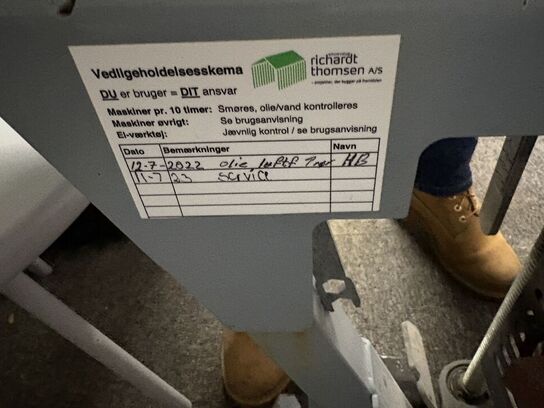 Vedligeholdelsesskema
richardt
thomsen A/S
DU er bruger = DIT ansvar
Maskiner pr. 10 timer: Smøres, olie/vand kontrolleres
Maskiner øvrigt: Se brugsanvisning
El-værktøj: Jævnlig kontrol / se brugsanvisning
Dato Bemærkninger Navn
12-7-2022 olie luftf HB
11-7 23 service